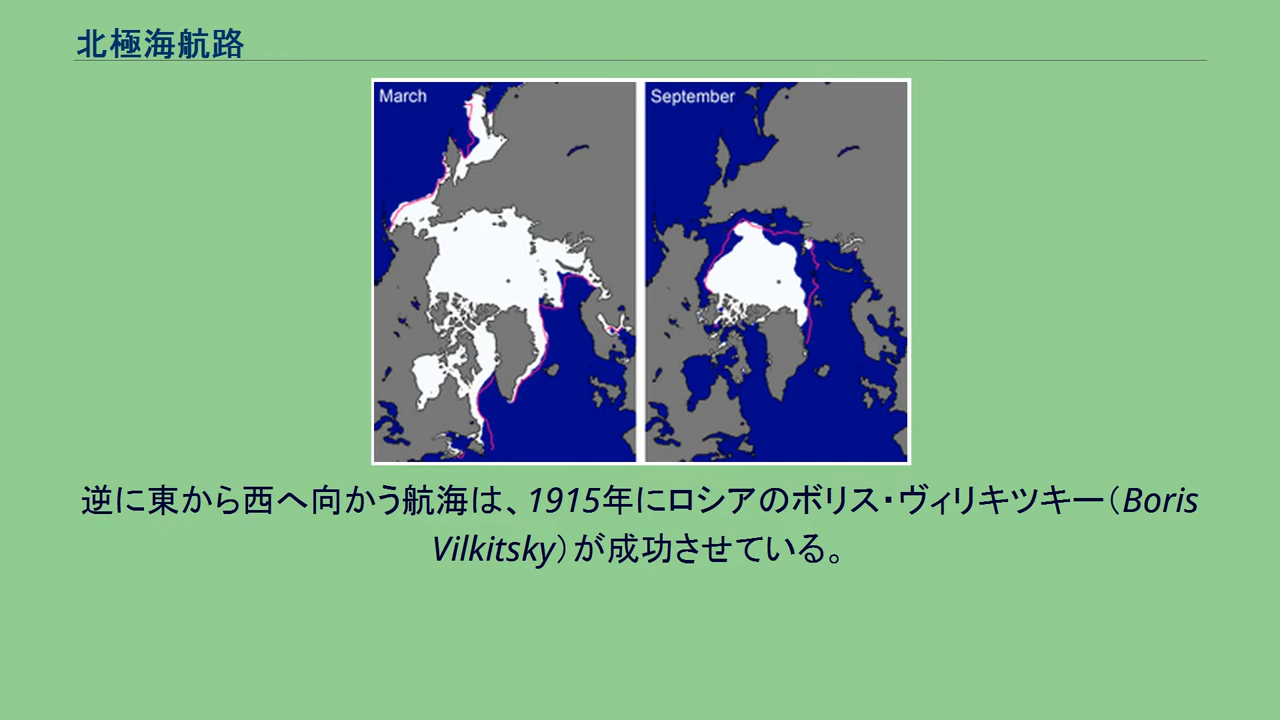 北極海航路
March
September
逆に東から西へ向かう航海は、1915年にロシアのボリス・ヴィリキツキー（Boris
Vilkitsky）が成功させている。